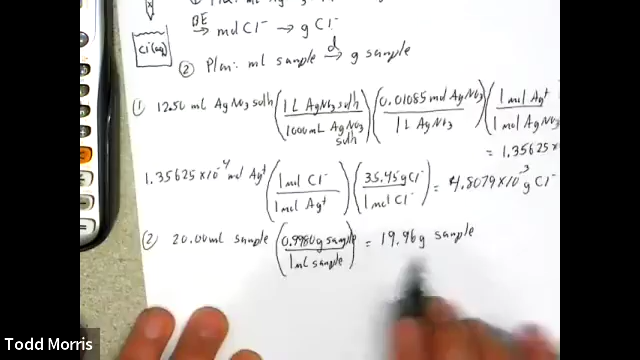 BE
→ mol Cl⁻ → g Cl⁻
Cl⁻(aq)
② Plan: mL sample →d g sample
① 12.50 mL AgNO₃ soln (1 L AgNO₃ soln / 1000 mL AgNO₃ soln) (0.01085 mol AgNO₃ / 1 L AgNO₃) (1 mol Ag⁺ / 1 mol AgNO₃
= 1.35625 ×
1.35625 × 10⁻⁴ mol Ag⁺ (1 mol Cl⁻ / 1 mol Ag⁺) (35.45 g Cl⁻ / 1 mol Cl⁻) = 4.8079 × 10⁻³ g Cl⁻
② 20.00 mL sample (0.9980 g sample / 1 mL sample) = 19.96 g sample
Todd Morris